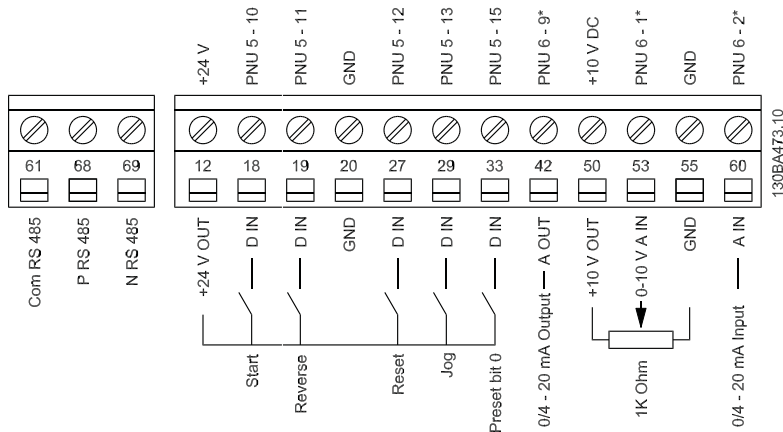 +24 V
PNU 5 - 10
PNU 5 - 11
GND
PNU 5 - 12
PNU 5 - 13
PNU 5 - 15
PNU 6 - 9*
+10 V DC
PNU 6 - 1*
GND
PNU 6 - 2*
61 68 69
12 18 19 20 27 29 33 42 50 53 55 60
130BA473.10
Com RS 485
P RS 485
N RS 485
+24 V OUT
D IN
D IN
GND
D IN
D IN
D IN
A OUT
+10 V OUT
0-10 V A IN
GND
A IN
Start
Reverse
Reset
Jog
Preset bit 0
0/4 - 20 mA Output
1K Ohm
0/4 - 20 mA Input